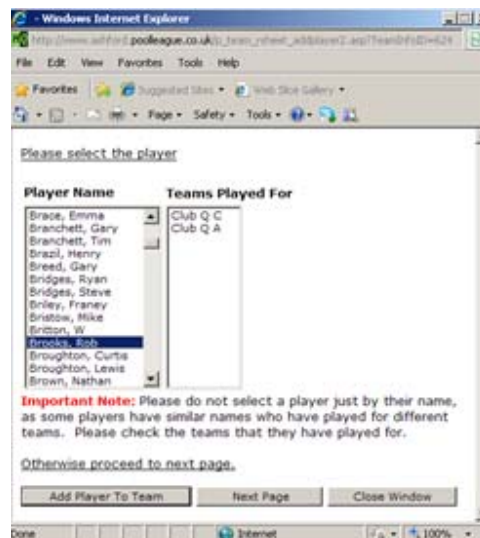 - Windows Internet Explorer
File Edit View Favorites Tools Help
Favorites Suggested Sites Web Slice Gallery
Page Safety Tools
Please select the player
Player Name Teams Played For
Brace, Emma
Branchett, Gary
Branchett, Tim
Brazil, Henry
Breed, Gary
Bridges, Ryan
Bridges, Steve
Briley, Franey
Bristow, Mike
Britton, W
Brooks, Rob
Broughton, Curtis
Broughton, Lewis
Brown, Nathan
Club Q C
Club Q A
Important Note: Please do not select a player just by their name,
as some players have similar names who have played for different
teams. Please check the teams that they have played for.
Otherwise proceed to next page.
Add Player To Team Next Page Close Window
Done Internet 100%